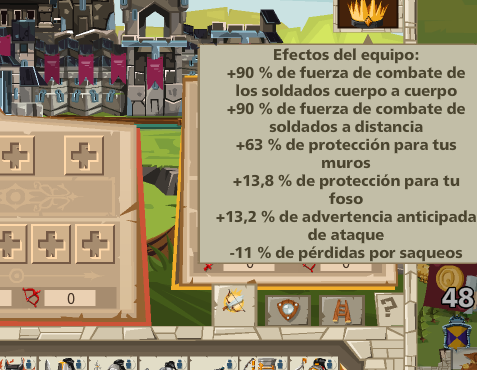 Efectos del equipo:
+90 % de fuerza de combate de
los soldados cuerpo a cuerpo
+90 % de fuerza de combate de
soldados a distancia
+63 % de protección para tus
muros
+13,8 % de protección para tu
foso
+13,2 % de advertencia anticipada
de ataque
-11 % de pérdidas por saqueos
0
0
?
48